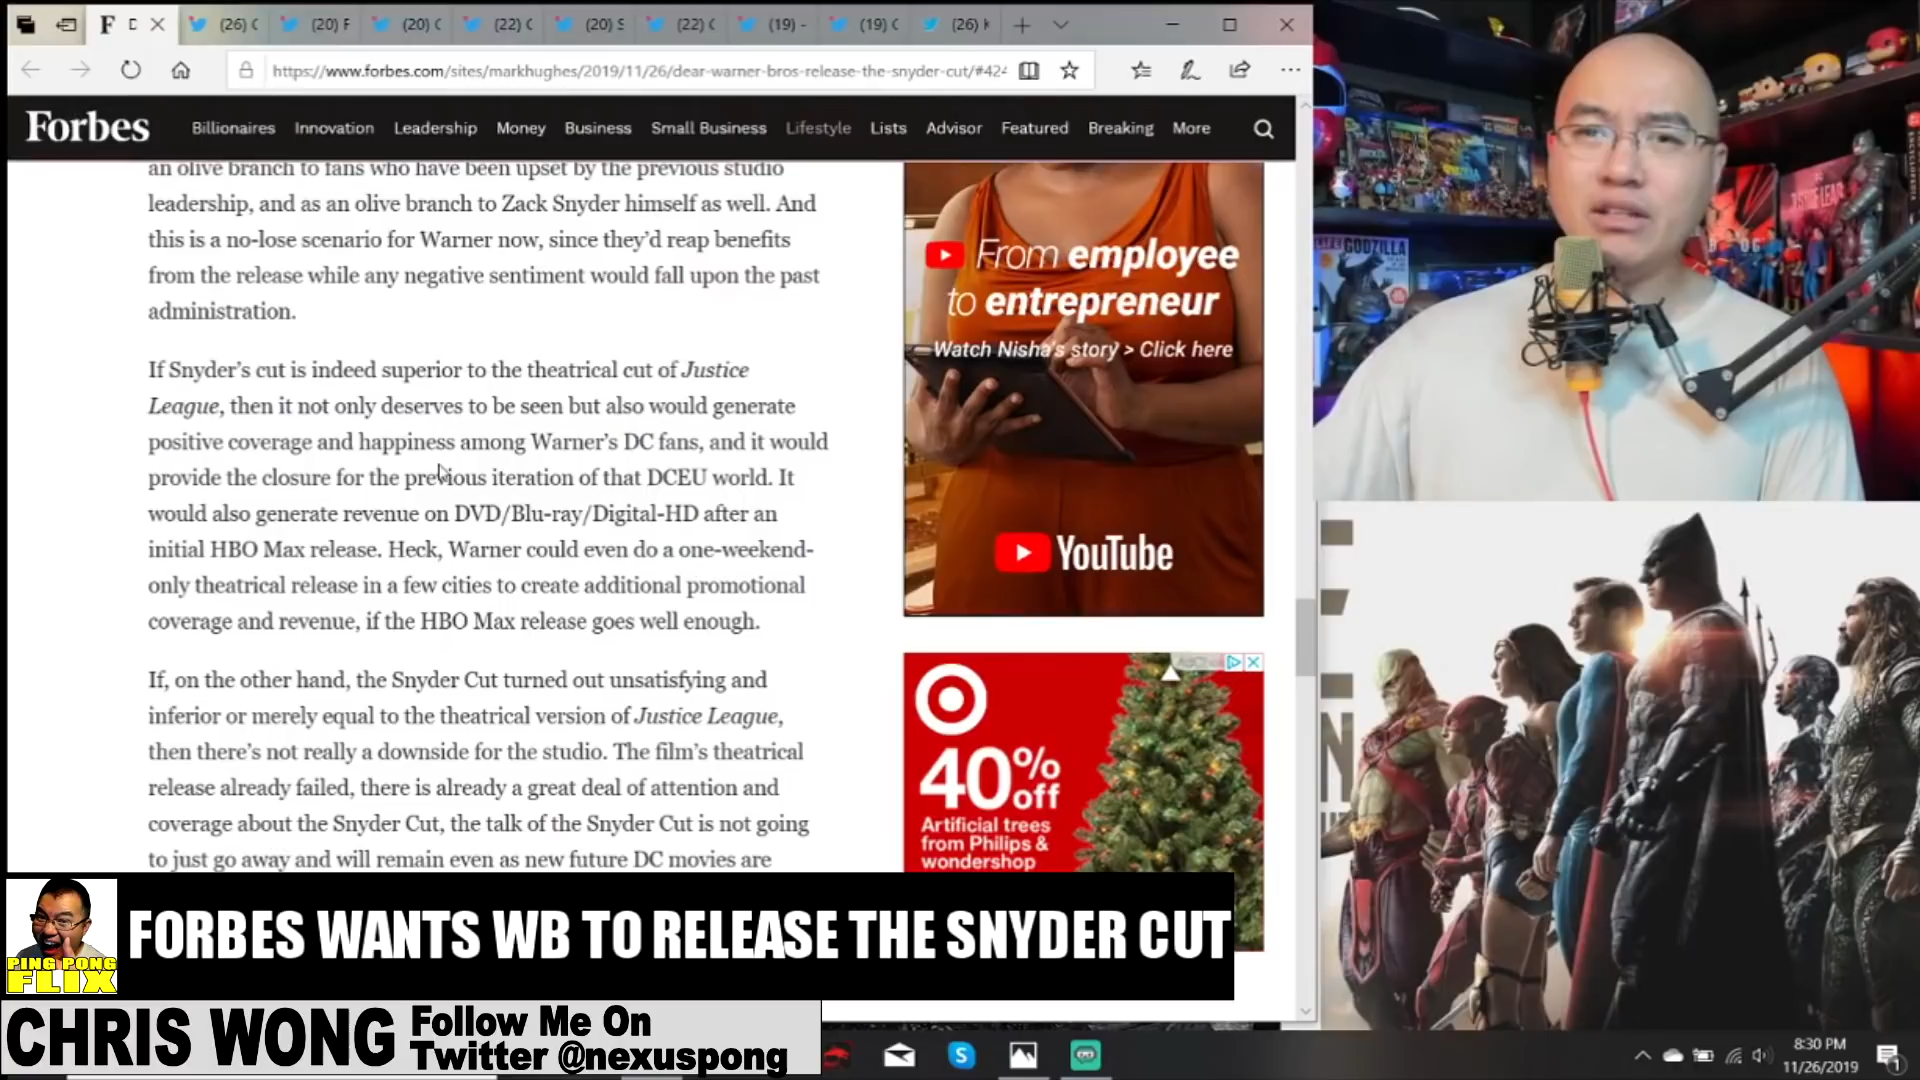 (26) C
(20) F
(20) C
(22) C
(20) S
(22) C
(19) -
(19) C
(26) k
https://www.forbes.com/sites/markhughes/2019/11/26/dear-warner-bros-release-the-snyder-cut/#424
Forbes Billionaires Innovation Leadership Money Business Small Business Lifestyle Lists Advisor Featured Breaking More
an olive branch to fans who have been upset by the previous studio
leadership, and as an olive branch to Zack Snyder himself as well. And
this is a no-lose scenario for Warner now, since they'd reap benefits
from the release while any negative sentiment would fall upon the past
administration.
If Snyder's cut is indeed superior to the theatrical cut of Justice
League, then it not only deserves to be seen but also would generate
positive coverage and happiness among Warner's DC fans, and it would
provide the closure for the previous iteration of that DCEU world. It
would also generate revenue on DVD/Blu-ray/Digital-HD after an
initial HBO Max release. Heck, Warner could even do a one-weekend-
only theatrical release in a few cities to create additional promotional
coverage and revenue, if the HBO Max release goes well enough.
If, on the other hand, the Snyder Cut turned out unsatisfying and
inferior or merely equal to the theatrical version of Justice League,
then there's not really a downside for the studio. The film's theatrical
release already failed, there is already a great deal of attention and
coverage about the Snyder Cut, the talk of the Snyder Cut is not going
to just go away and will remain even as new future DC movies are
From employee
to entrepreneur
Watch Nisha's story > Click here
YouTube
40% off
Artificial trees
from Philips &
wondershop
GODZILLA
PING PONG
FLIX
FORBES WANTS WB TO RELEASE THE SNYDER CUT
CHRIS WONG
Follow Me On
Twitter @nexuspong
8:30 PM
11/26/2019